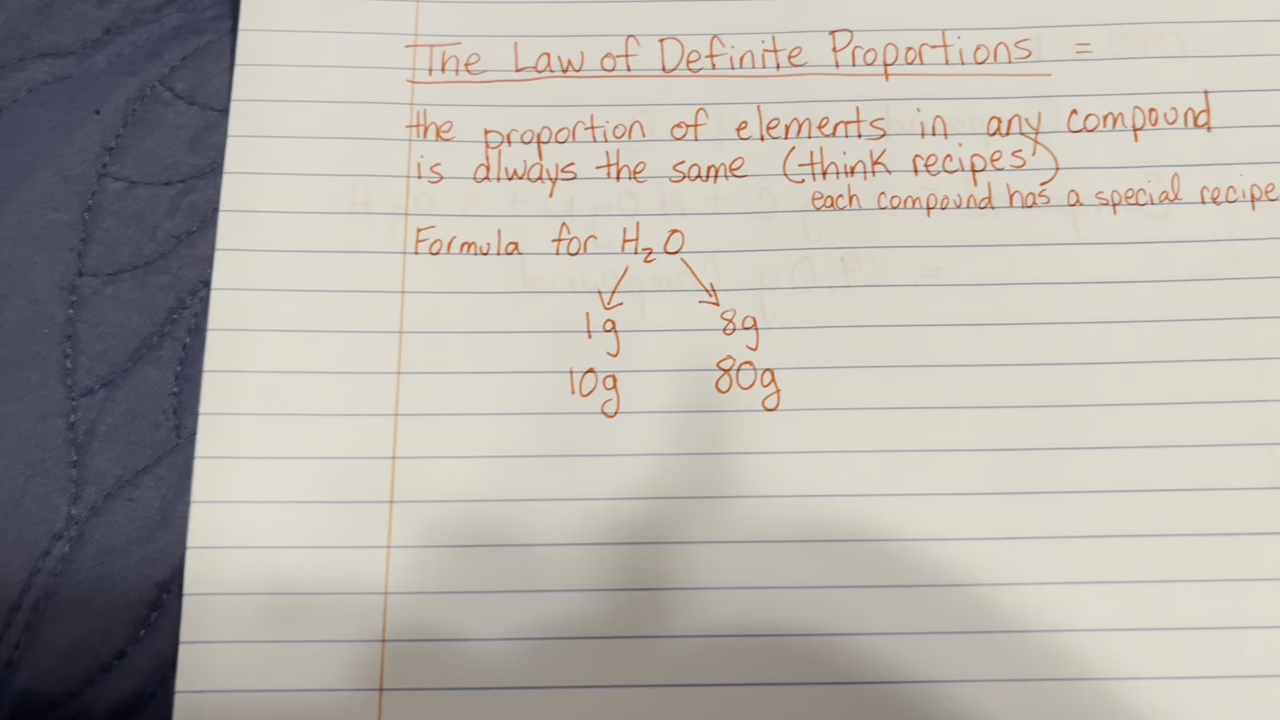 The Law of Definite Proportions =
the proportion of elements in any compound
is always the same (think recipes)
each compound has a special recipe
Formula for H₂O
1g 8g
10g 80g